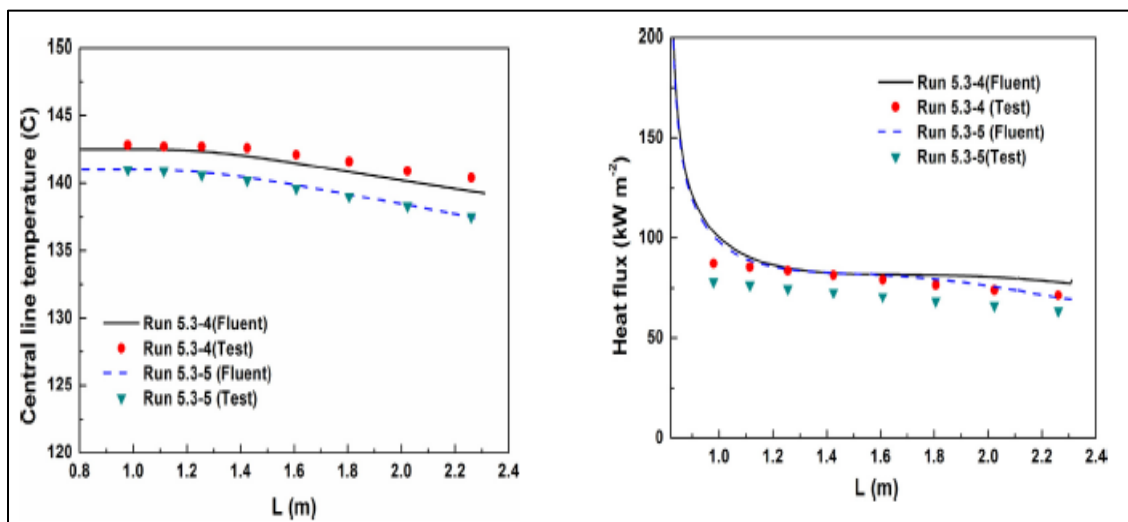 150
145
140
135
130
125
120
Central line temperature (C)
Run 5.3-4(Fluent)
Run 5.3-4(Test)
Run 5.3-5 (Fluent)
Run 5.3-5 (Test)
0.8 1.0 1.2 1.4 1.6 1.8 2.0 2.2 2.4
L (m)
200
150
100
50
0
Heat flux (kW m⁻²)
Run 5.3-4(Fluent)
Run 5.3-4 (Test)
Run 5.3-5 (Fluent)
Run 5.3-5(Test)
1.0 1.2 1.4 1.6 1.8 2.0 2.2 2.4
L (m)